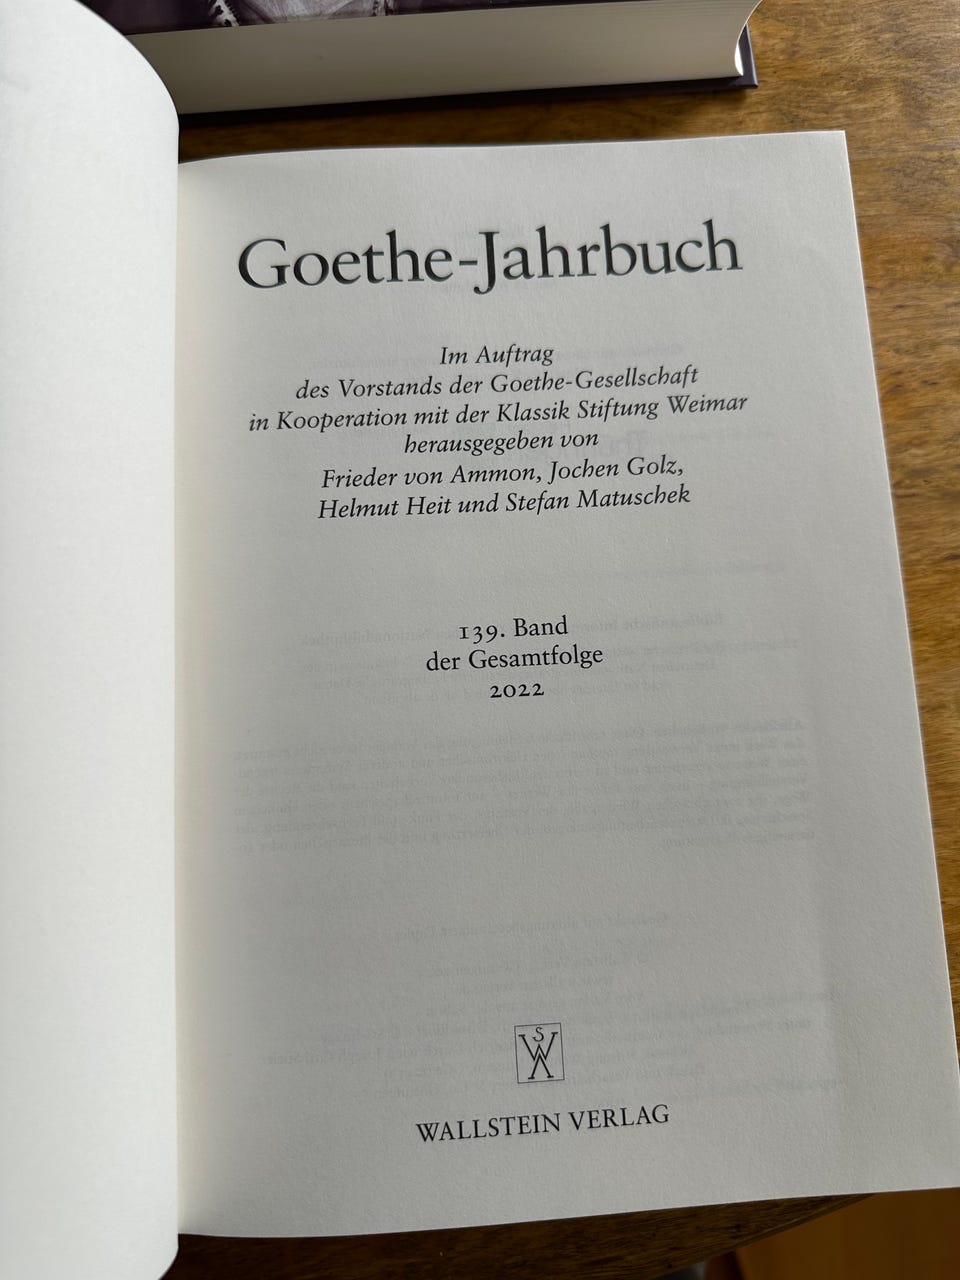 Goethe-Jahrbuch
Im Auftrag
des Vorstands der Goethe-Gesellschaft
in Kooperation mit der Klassik Stiftung Weimar
herausgegeben von
Frieder von Ammon, Jochen Golz,
Helmut Heit und Stefan Matuschek
139. Band
der Gesamtfolge
2022
WALLSTEIN VERLAG